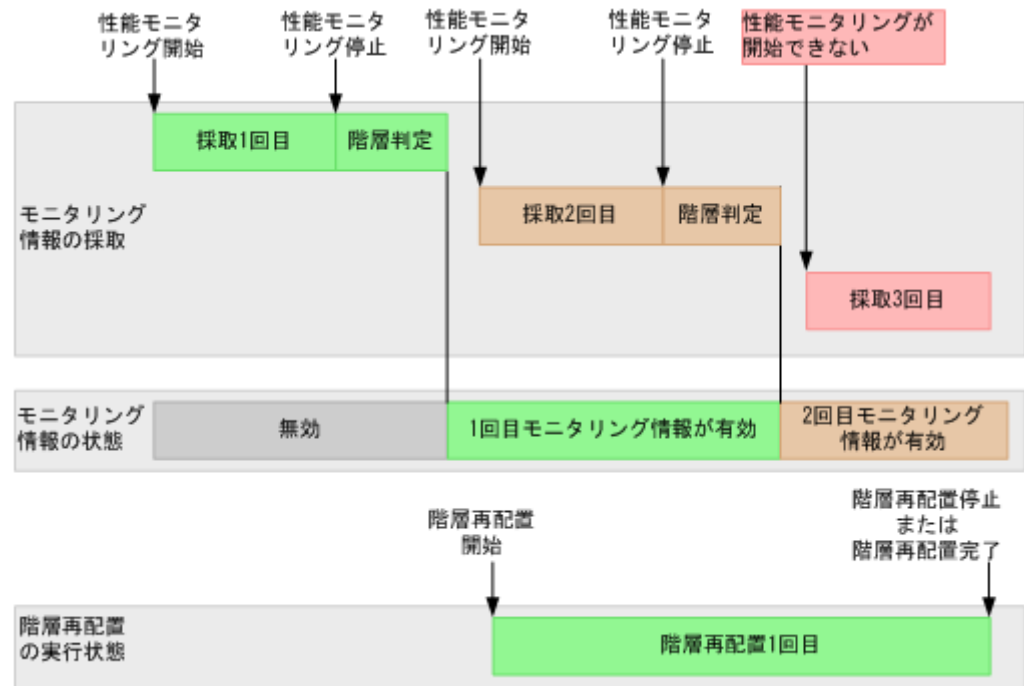 性能モニタ
リング開始
性能モニタ
リング停止
性能モニタ
リング開始
性能モニタ
リング停止
性能モニタリングが
開始できない
採取1回目
階層判定
モニタリング
情報の採取
採取2回目
階層判定
採取3回目
モニタリング
情報の状態
無効
1回目モニタリング情報が有効
2回目モニタリング
情報が有効
階層再配置
開始
階層再配置停止
または
階層再配置完了
階層再配置
の実行状態
階層再配置1回目